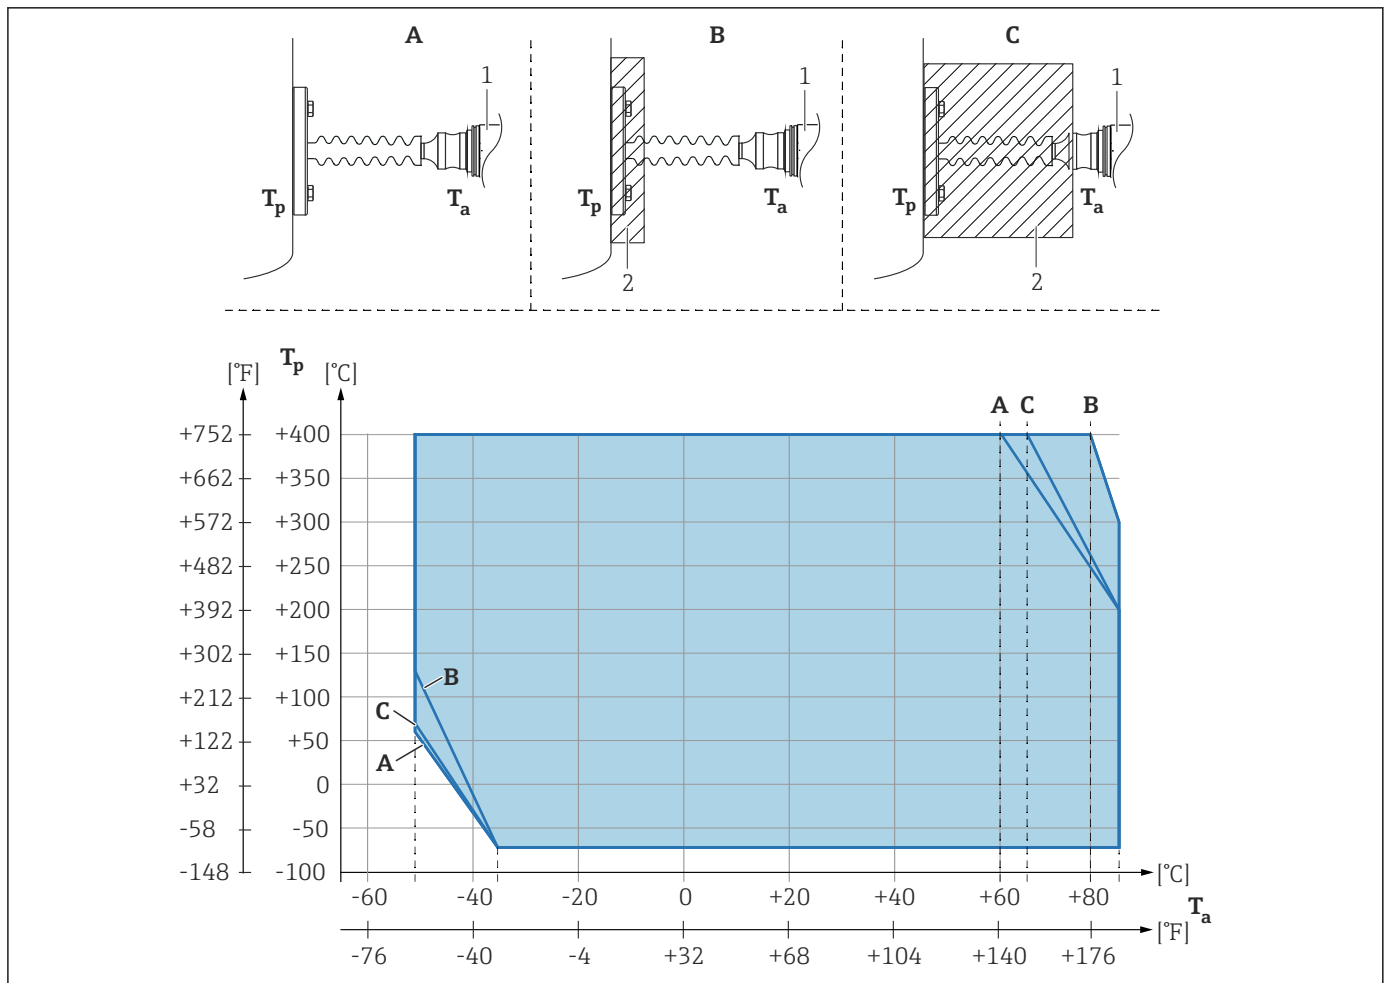 A B C
1 1 1
Tp Ta Tp Ta Tp Ta
2 2
Tp
[°F] [°C]
A C B
+752 +400
+662 +350
+572 +300
+482 +250
+392 +200
+302 +150
B
+212 +100
C
+122 +50
A
+32 0
-58 -50
-148 -100
[°C]
-60 -40 -20 0 +20 +40 +60 +80
Ta
[°F]
-76 -40 -4 +32 +68 +104 +140 +176